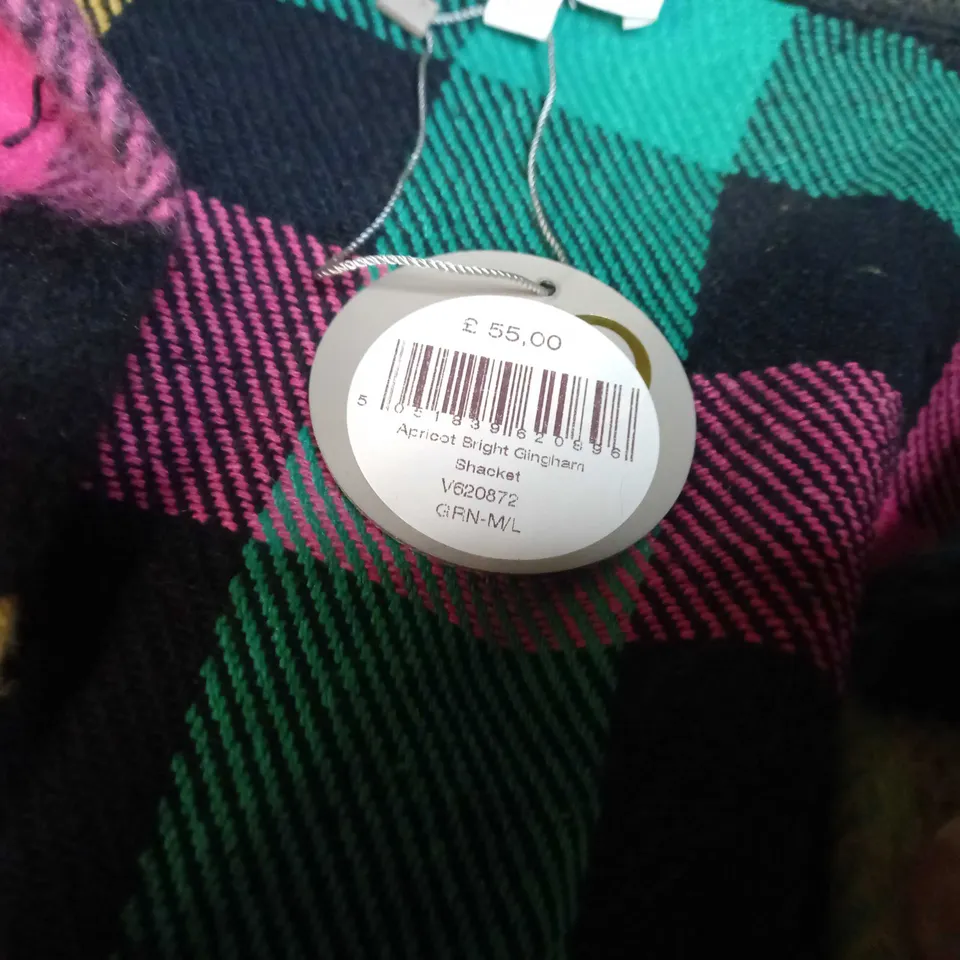 £ 55,00
5 051839 620896
Apricot Bright Gingham
Shacket
V620872
GRN-M/L